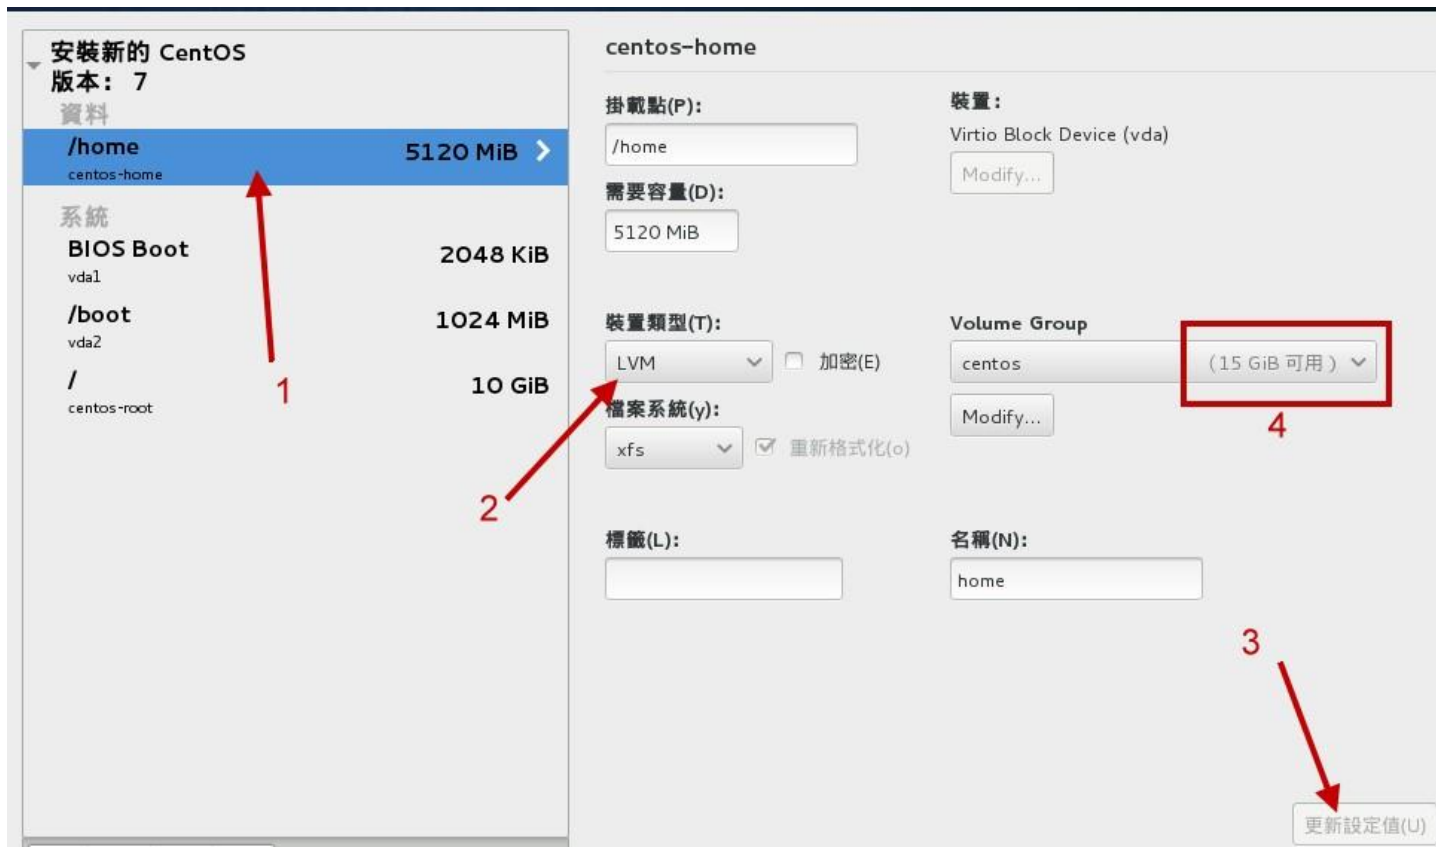 安裝新的 CentOS
版本： 7
資料
/home
5120 MiB
centos-home
系統
BIOS Boot
2048 KiB
vda1
/boot
1024 MiB
vda2
/
10 GiB
centos-root
1
2
centos-home
掛載點(P)：
/home
需要容量(D)：
5120 MiB
裝置：
Virtio Block Device (vda)
Modify...
裝置類型(T)：
LVM
加密(E)
檔案系統(y)：
xfs
重新格式化(o)
Volume Group
centos
（15 GiB 可用）
4
Modify...
標籤(L)：
名稱(N)：
home
3
更新設定值(U)